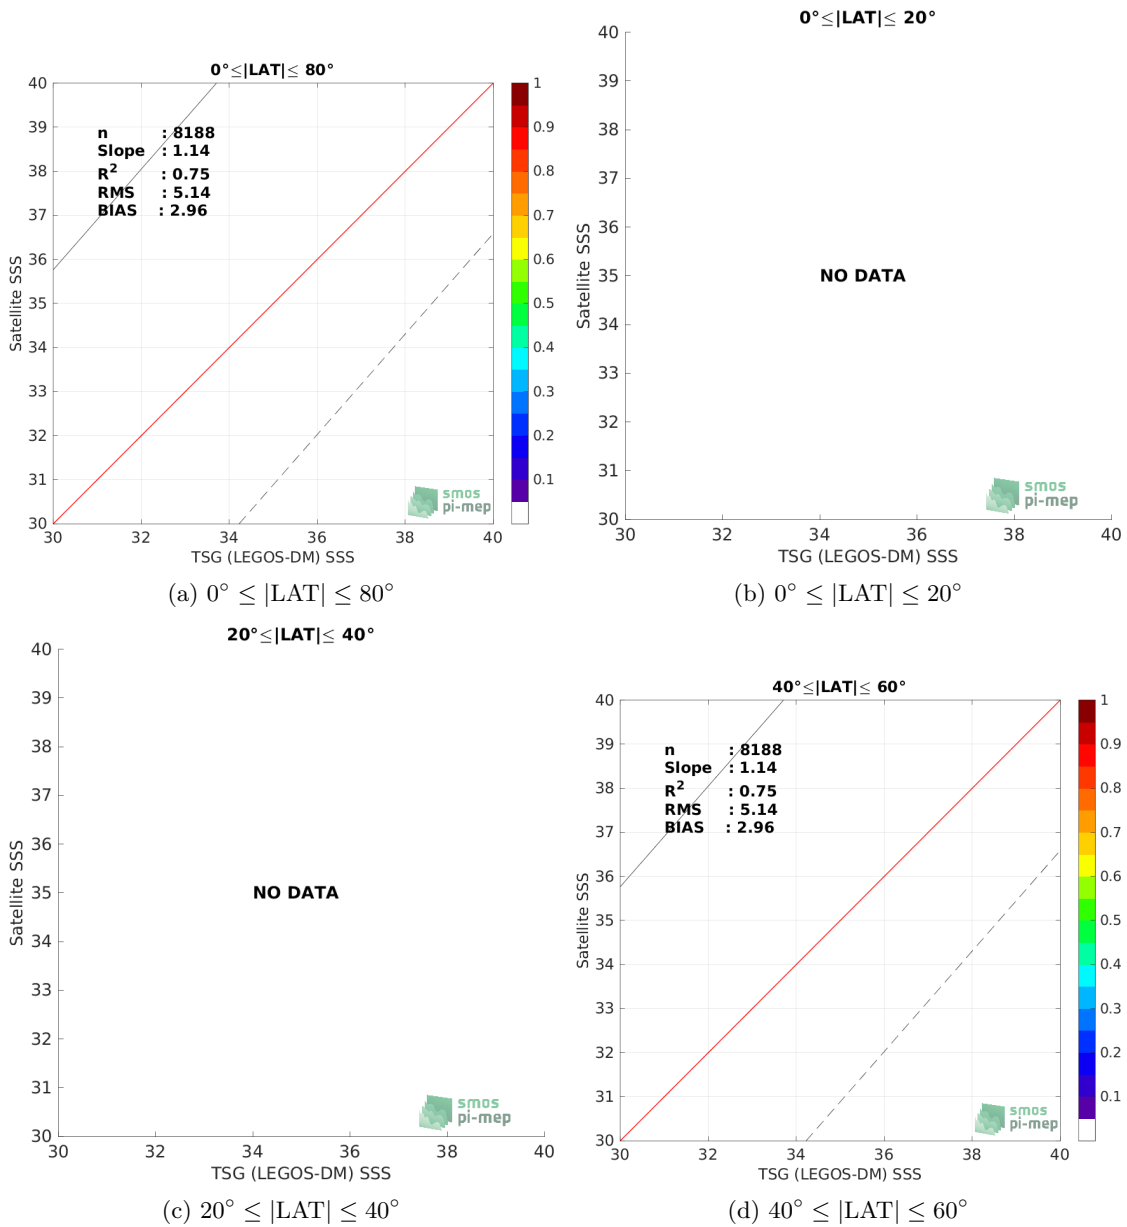 0°≤|LAT|≤ 80°
40
39
38
37
36
35
34
33
32
31
30
30
32
34
36
38
40
Satellite SSS
TSG (LEGOS-DM) SSS
n : 8188
Slope : 1.14
R² : 0.75
RMS : 5.14
BIAS : 2.96
smos
pi-mep
1
0.9
0.8
0.7
0.6
0.5
0.4
0.3
0.2
0.1
(a) 0° ≤ |LAT| ≤ 80°
0°≤|LAT|≤ 20°
40
39
38
37
36
35
34
33
32
31
30
30
32
34
36
38
40
Satellite SSS
TSG (LEGOS-DM) SSS
NO DATA
smos
pi-mep
(b) 0° ≤ |LAT| ≤ 20°
20°≤|LAT|≤ 40°
40
39
38
37
36
35
34
33
32
31
30
30
32
34
36
38
40
Satellite SSS
TSG (LEGOS-DM) SSS
NO DATA
smos
pi-mep
(c) 20° ≤ |LAT| ≤ 40°
40°≤|LAT|≤ 60°
40
39
38
37
36
35
34
33
32
31
30
30
32
34
36
38
40
Satellite SSS
TSG (LEGOS-DM) SSS
n : 8188
Slope : 1.14
R² : 0.75
RMS : 5.14
BIAS : 2.96
smos
pi-mep
1
0.9
0.8
0.7
0.6
0.5
0.4
0.3
0.2
0.1
(d) 40° ≤ |LAT| ≤ 60°